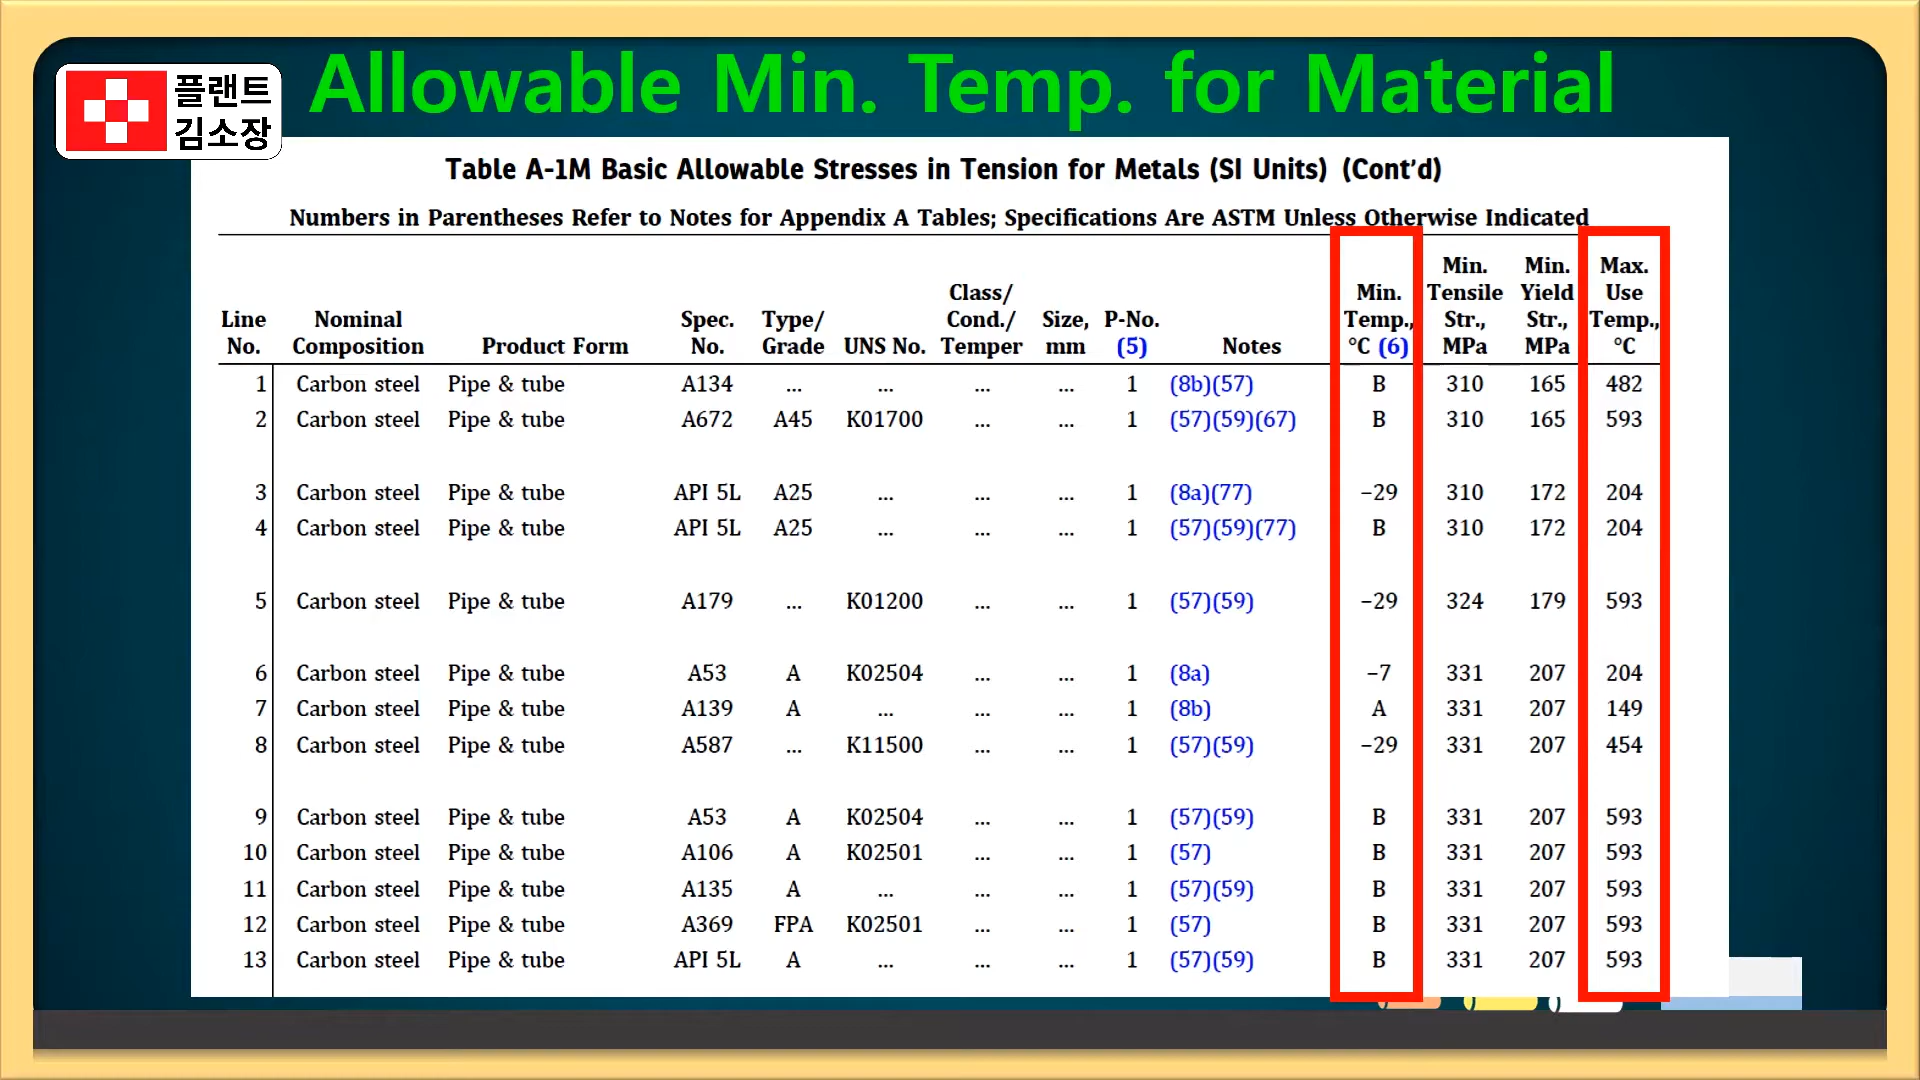 플랜트
김소장
Allowable Min. Temp. for Material
Table A-1M Basic Allowable Stresses in Tension for Metals (SI Units) (Cont'd)
Numbers in Parentheses Refer to Notes for Appendix A Tables; Specifications Are ASTM Unless Otherwise Indicated
Line No. Nominal Composition Product Form Spec. No. Type/ Grade UNS No. Class/ Cond./ Temper Size, mm P-No. (5) Notes Min. Temp., °C (6) Min. Tensile Str., MPa Min. Yield Str., MPa Max. Use Temp., °C
1 Carbon steel Pipe & tube A134 ... ... ... ... 1 (8b)(57) B 310 165 482
2 Carbon steel Pipe & tube A672 A45 K01700 ... ... 1 (57)(59)(67) B 310 165 593
3 Carbon steel Pipe & tube API 5L A25 ... ... ... 1 (8a)(77) −29 310 172 204
4 Carbon steel Pipe & tube API 5L A25 ... ... ... 1 (57)(59)(77) B 310 172 204
5 Carbon steel Pipe & tube A179 ... K01200 ... ... 1 (57)(59) −29 324 179 593
6 Carbon steel Pipe & tube A53 A K02504 ... ... 1 (8a) −7 331 207 204
7 Carbon steel Pipe & tube A139 A ... ... ... 1 (8b) A 331 207 149
8 Carbon steel Pipe & tube A587 ... K11500 ... ... 1 (57)(59) −29 331 207 454
9 Carbon steel Pipe & tube A53 A K02504 ... ... 1 (57)(59) B 331 207 593
10 Carbon steel Pipe & tube A106 A K02501 ... ... 1 (57) B 331 207 593
11 Carbon steel Pipe & tube A135 A ... ... ... 1 (57)(59) B 331 207 593
12 Carbon steel Pipe & tube A369 FPA K02501 ... ... 1 (57) B 331 207 593
13 Carbon steel Pipe & tube API 5L A ... ... ... 1 (57)(59) B 331 207 593